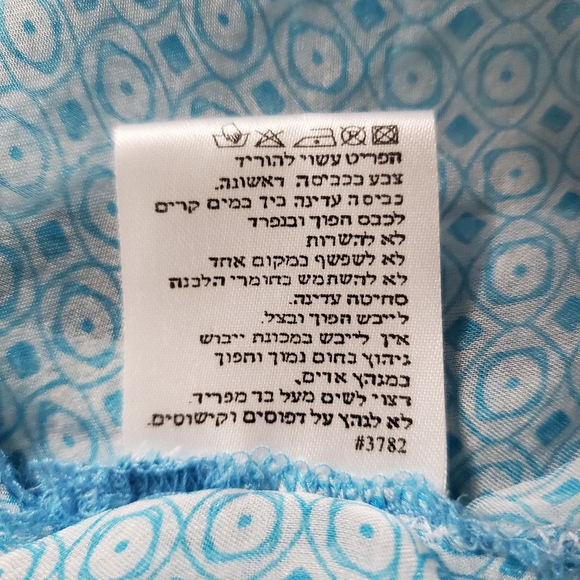 הפריט עשוי להוריד
צבע בכביסה ראשונה.
כביסה עדינה ביד במים קרים
לכבס הפוך ובנפרד
לא להשרות
לא לשפשף במקום אחד
לא להשתמש בחומרי הלבנה
סחיטה עדינה.
לייבש הפוך ובצל.
אין לייבש במכונת ייבוש
גיהוץ בחום נמוך והפוך
במגהץ אדים.
רצוי לשים מעל בד מפריד.
לא לגהץ על דפוסים וקישוסים.
#3782